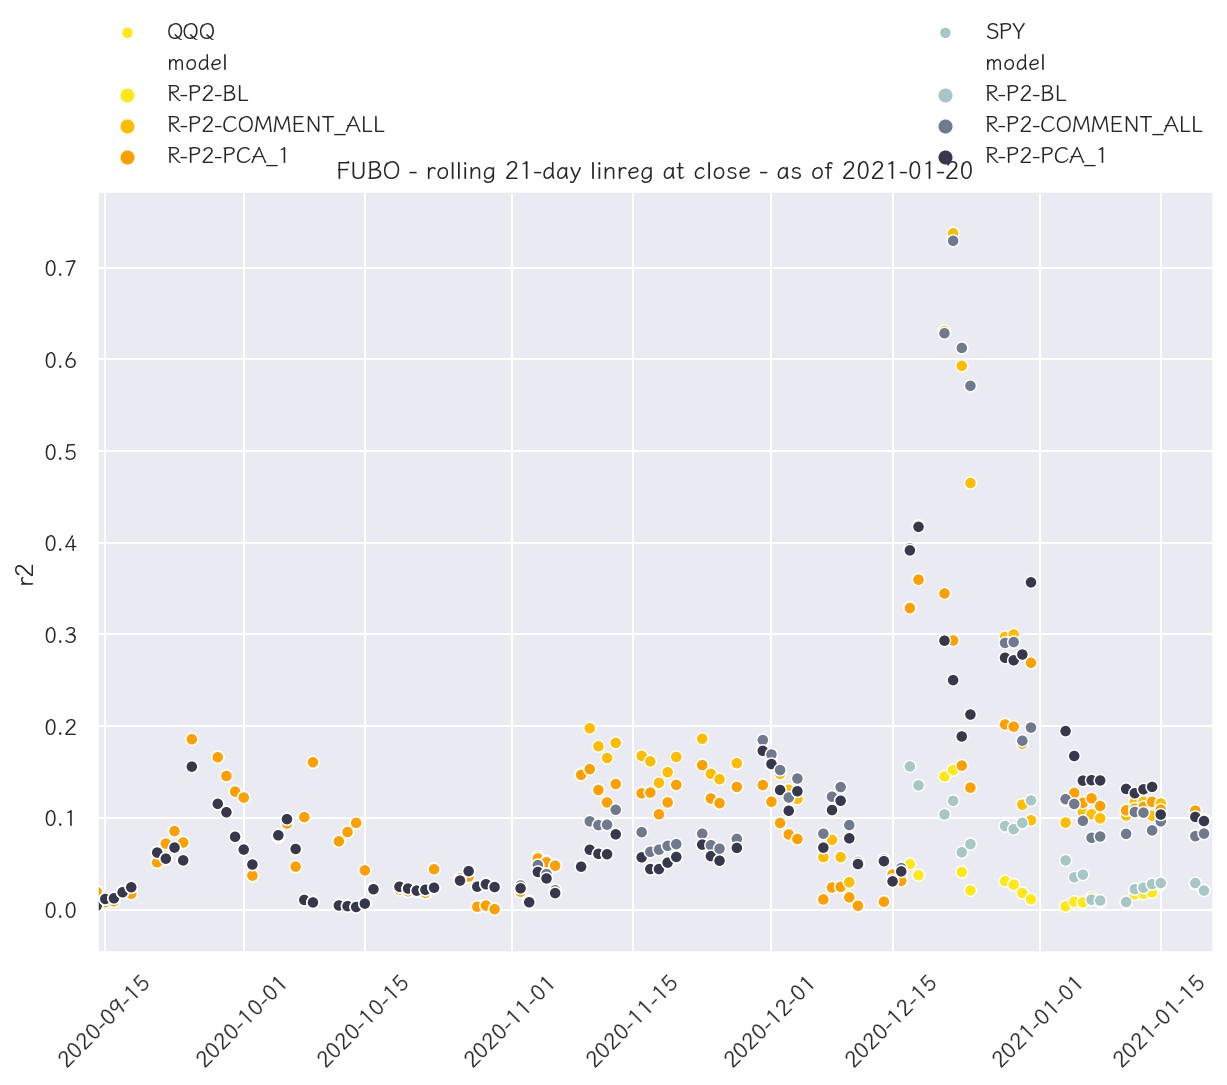 QQQ
model
R-P2-BL
R-P2-COMMENT_ALL
R-P2-PCA_1
SPY
model
R-P2-BL
R-P2-COMMENT_ALL
R-P2-PCA_1
FUBO - rolling 21-day linreg at close - as of 2021-01-20
r2
0.7
0.6
0.5
0.4
0.3
0.2
0.1
0.0
2020-09-15
2020-10-01
2020-10-15
2020-11-01
2020-11-15
2020-12-01
2020-12-15
2021-01-01
2021-01-15